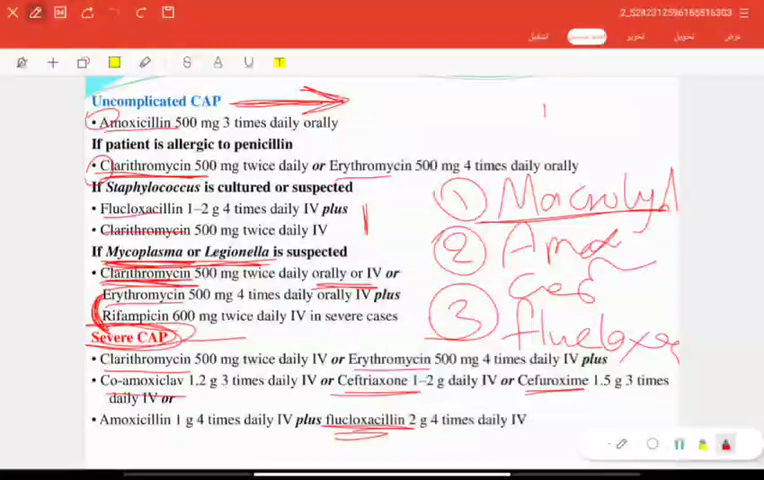 2_5242312596165516303
عرض
تحويل
تحرير
تشغيل
Uncomplicated CAP
• Amoxicillin 500 mg 3 times daily orally
If patient is allergic to penicillin
• Clarithromycin 500 mg twice daily or Erythromycin 500 mg 4 times daily orally
If Staphylococcus is cultured or suspected
• Flucloxacillin 1–2 g 4 times daily IV plus
• Clarithromycin 500 mg twice daily IV
If Mycoplasma or Legionella is suspected
• Clarithromycin 500 mg twice daily orally or IV or
Erythromycin 500 mg 4 times daily orally IV plus
Rifampicin 600 mg twice daily IV in severe cases
Severe CAP
• Clarithromycin 500 mg twice daily IV or Erythromycin 500 mg 4 times daily IV plus
• Co-amoxiclav 1.2 g 3 times daily IV or Ceftriaxone 1–2 g daily IV or Cefuroxime 1.5 g 3 times
daily IV or
• Amoxicillin 1 g 4 times daily IV plus flucloxacillin 2 g 4 times daily IV
① Macrolyd
② Amox
Cef
③ Flucloxa